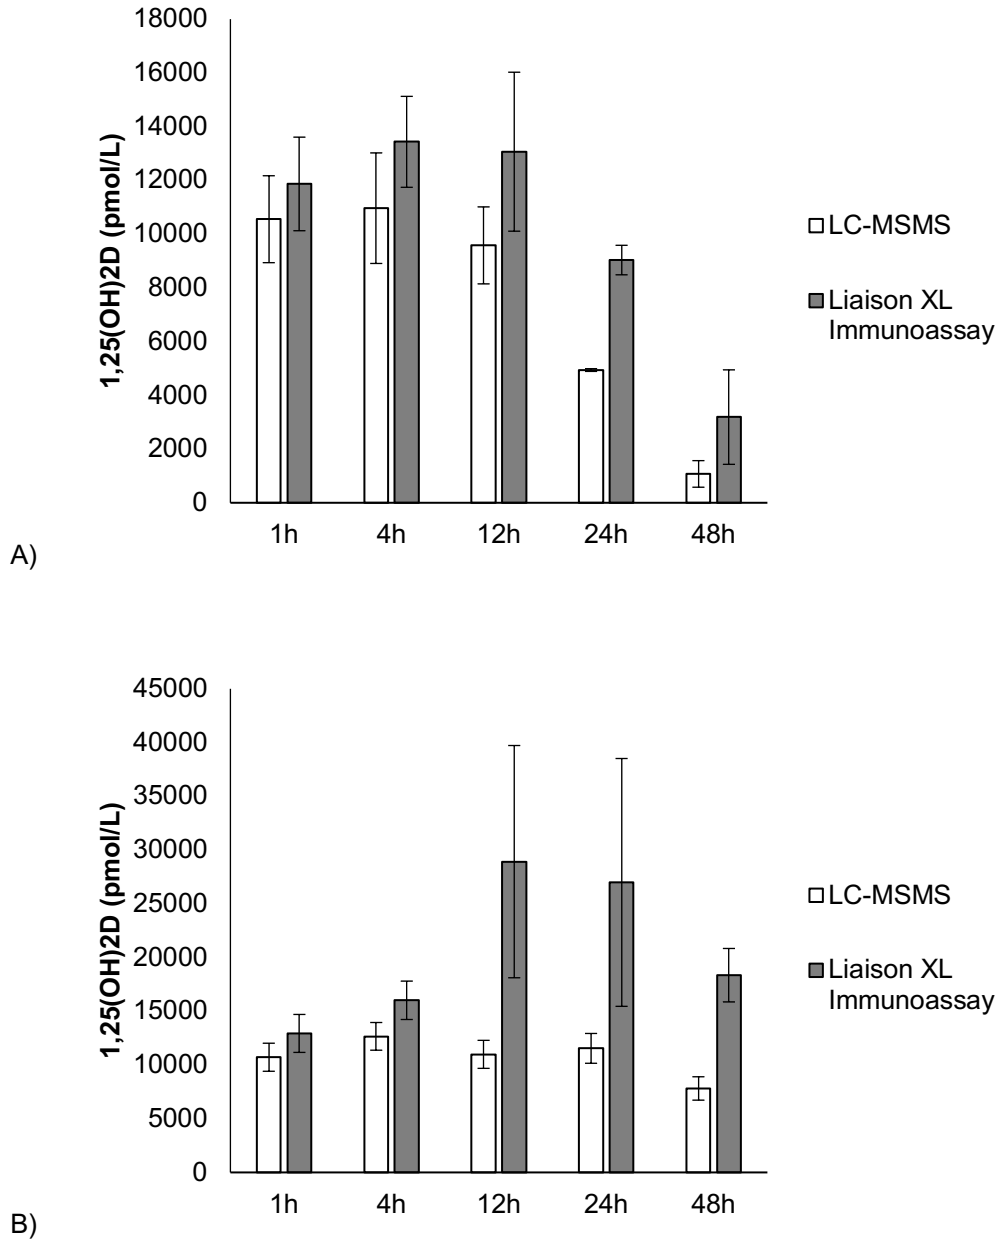 18000
16000
14000
12000
10000
8000
6000
4000
2000
0
1,25(OH)2D (pmol/L)
1h 4h 12h 24h 48h
LC-MSMS
Liaison XL
Immunoassay
A)
45000
40000
35000
30000
25000
20000
15000
10000
5000
0
1,25(OH)2D (pmol/L)
1h 4h 12h 24h 48h
LC-MSMS
Liaison XL
Immunoassay
B)